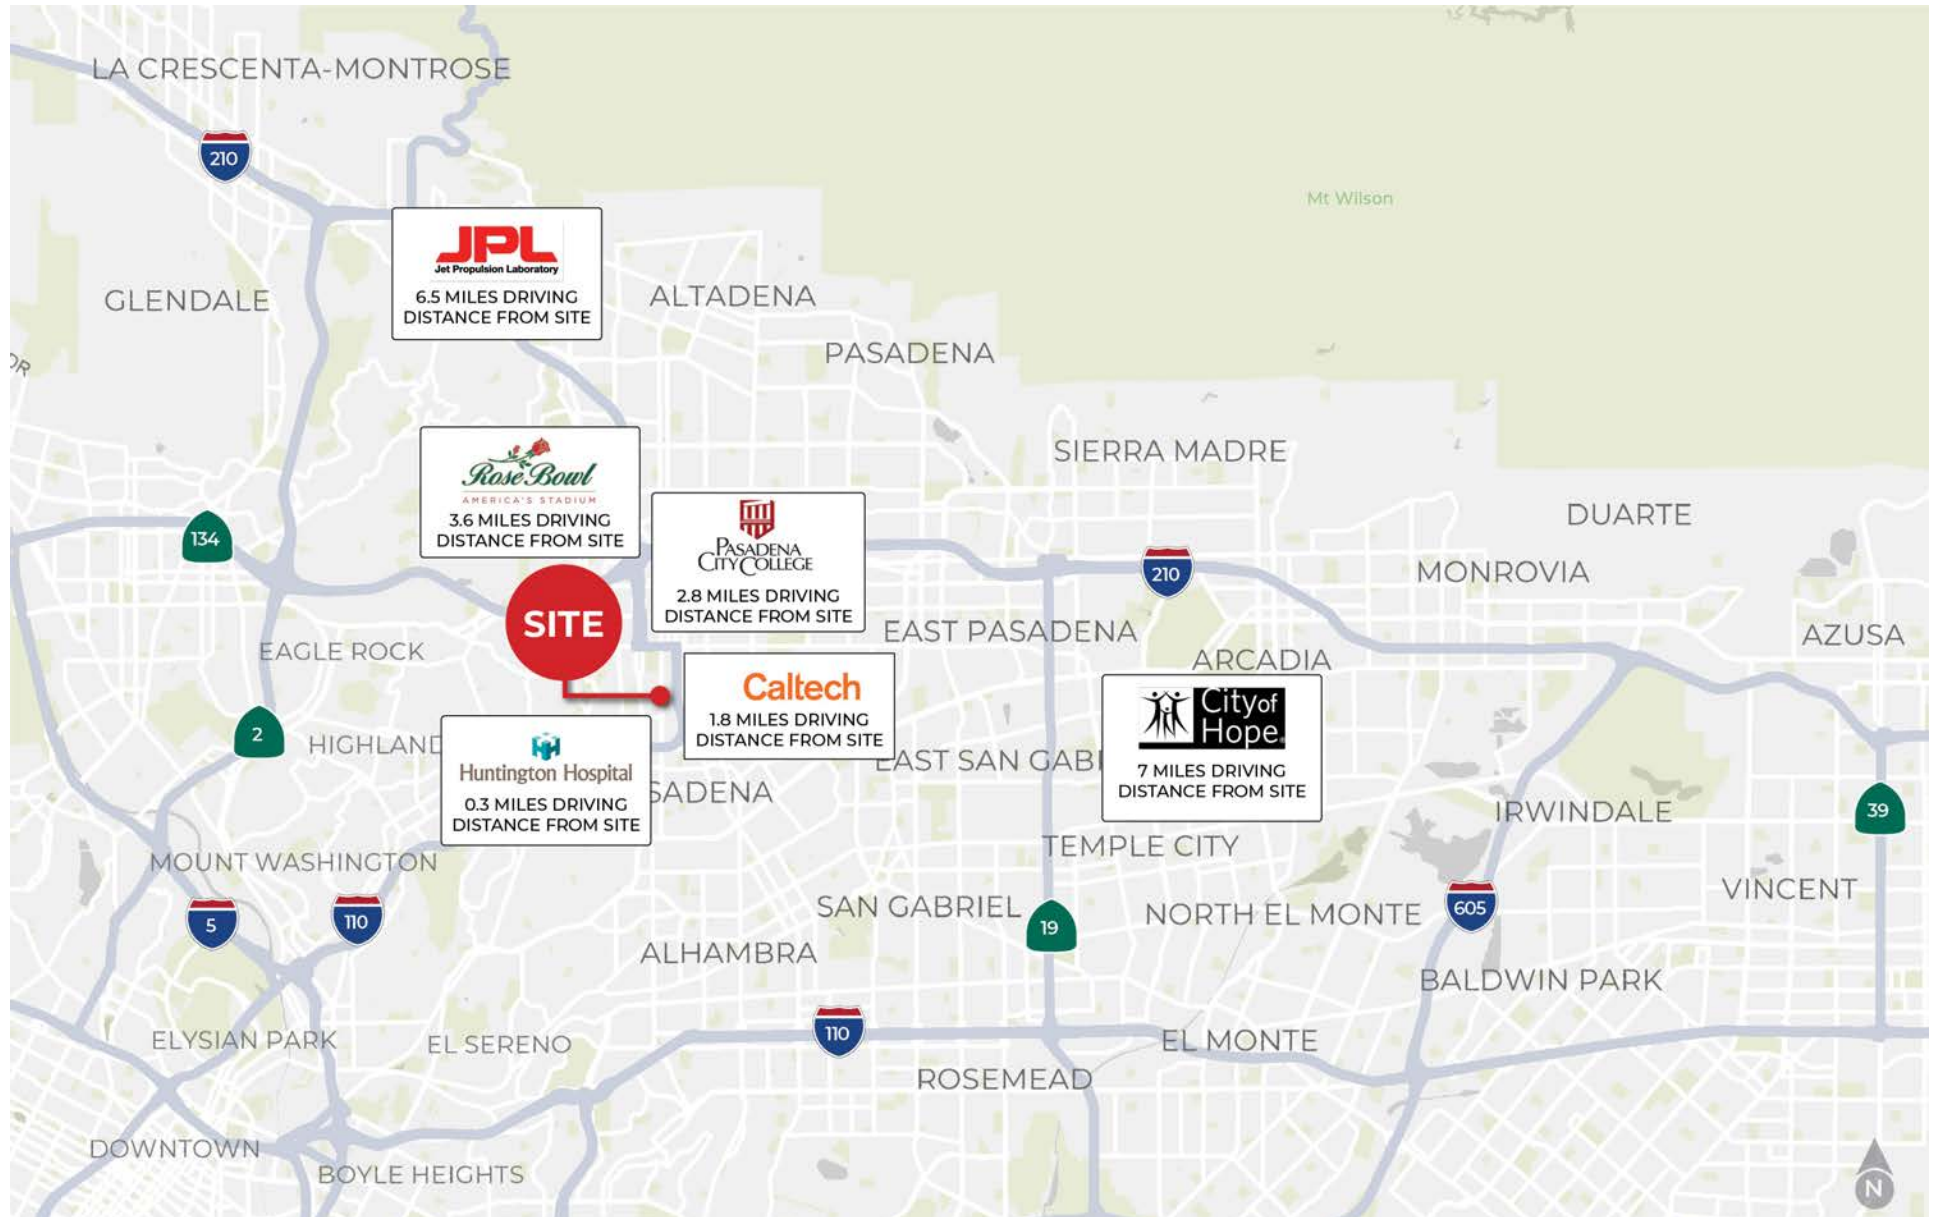 LA CRESCENTA-MONTROSE
210
Mt Wilson
JPL
Jet Propulsion Laboratory
6.5 MILES DRIVING
DISTANCE FROM SITE
GLENDALE
ALTADENA
PASADENA
OR
Rose Bowl
AMERICA'S STADIUM
3.6 MILES DRIVING
DISTANCE FROM SITE
SIERRA MADRE
134
PASADENA
CITY COLLEGE
2.8 MILES DRIVING
DISTANCE FROM SITE
DUARTE
210
MONROVIA
SITE
EAST PASADENA
AZUSA
EAGLE ROCK
ARCADIA
Caltech
1.8 MILES DRIVING
DISTANCE FROM SITE
City of
Hope®
7 MILES DRIVING
DISTANCE FROM SITE
2
HIGHLAND
Huntington Hospital
0.3 MILES DRIVING
DISTANCE FROM SITE
SADENA
EAST SAN GABI
IRWINDALE
39
TEMPLE CITY
MOUNT WASHINGTON
VINCENT
5
110
SAN GABRIEL
19
NORTH EL MONTE
605
ALHAMBRA
BALDWIN PARK
ELYSIAN PARK
EL SERENO
110
EL MONTE
ROSEMEAD
DOWNTOWN
BOYLE HEIGHTS
N